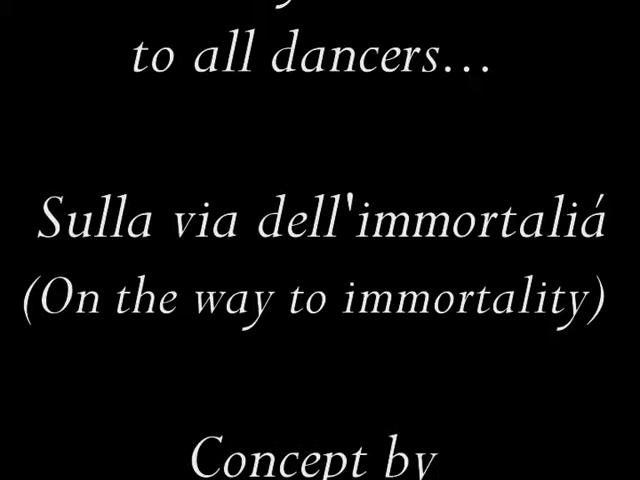 to all dancers...
Sulla via dell'immortaliá
(On the way to immortality)
Concept by